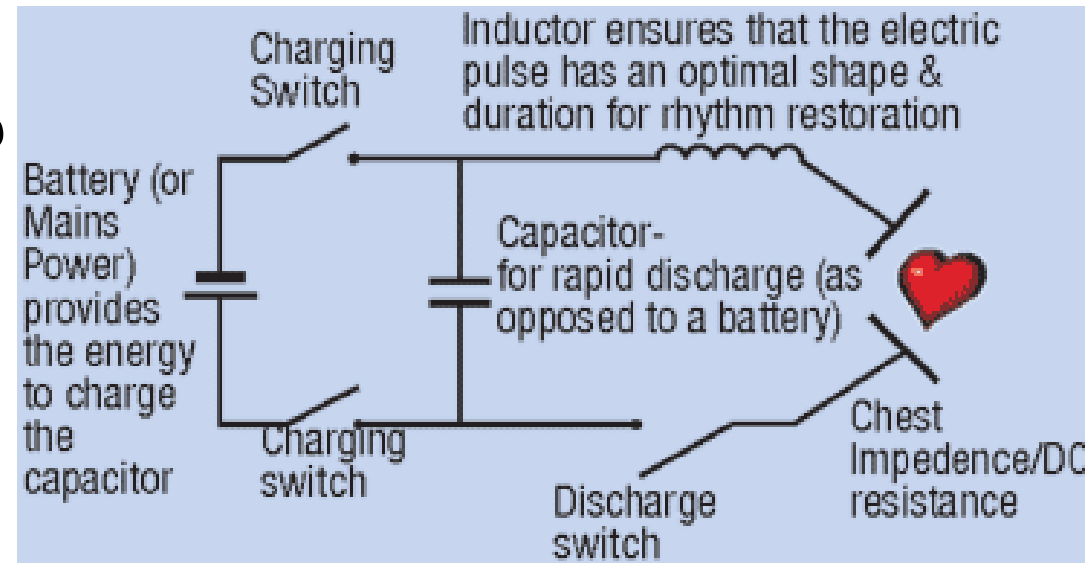 Charging
Switch
Inductor ensures that the electric
pulse has an optimal shape &
duration for rhythm restoration
Battery (or
Mains
Power)
provides
the energy
to charge
the
capacitor
Capacitor-
for rapid discharge (as
opposed to a battery)
Charging
switch
Discharge
switch
Chest
Impedence/DC
resistance